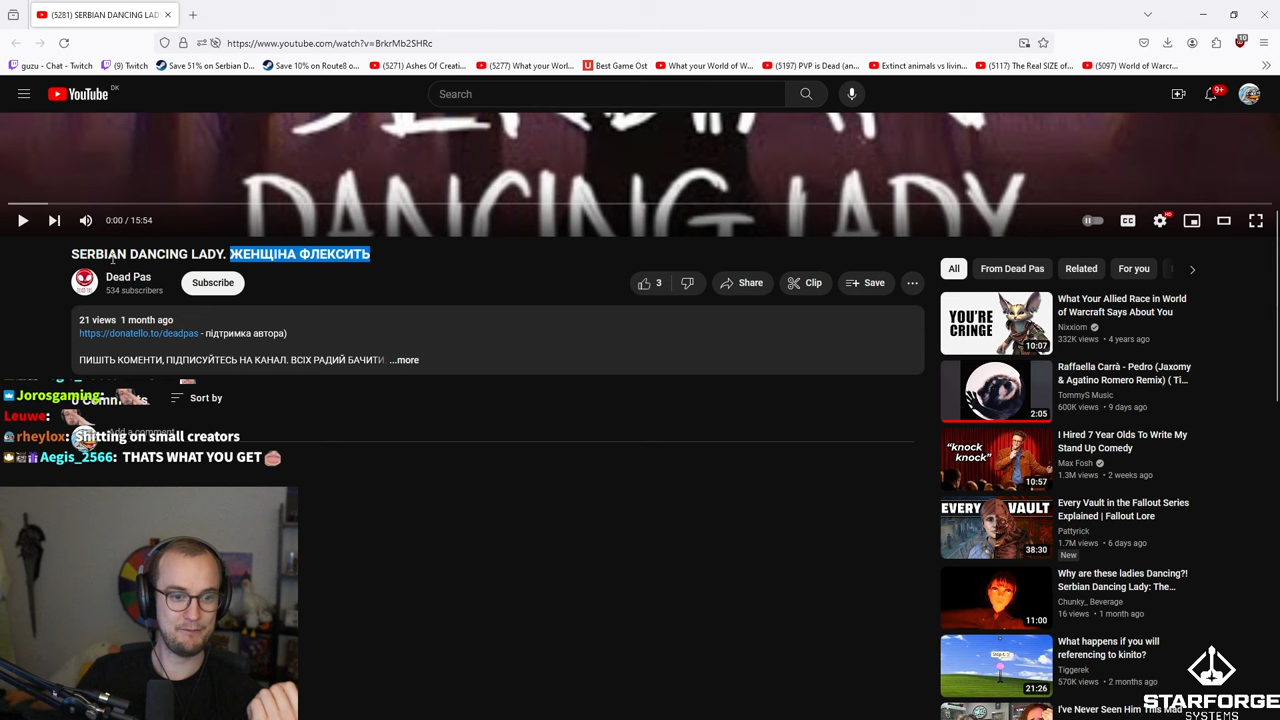 (5281) SERBIAN DANCING LADY
https://www.youtube.com/watch?v=BrkrMb2SHRc
guzu - Chat - Twitch
(9) Twitch
Save 51% on Serbian D...
Save 10% on Route8 o...
(5271) Ashes Of Creati...
(5277) What your Worl...
Best Game Ost
What your World of W...
(5197) PVP is Dead (an...
Extinct animals vs livin...
(5117) The Real SIZE of...
(5097) World of Warcr...
YouTube DK
Search
9+
DANCING LADY
0:00 / 15:54
HD
SERBIAN DANCING LADY. ЖЕНЩІНА ФЛЕКСИТЬ
Dead Pas
534 subscribers
Subscribe
3
Share
Clip
Save
21 views 1 month ago
https://donatello.to/deadpas - підтримка автора)
ПИШІТЬ КОМЕНТИ, ПІДПИСУЙТЕСЬ НА КАНАЛ. ВСІХ РАДИЙ БАЧИТИ ...more
0 Comments
Sort by
Add a comment...
Jorosgaming:
Leuwe:
rheylox: Shitting on small creators
Aegis_2566: THATS WHAT YOU GET
All
From Dead Pas
Related
For you
YOU'RE CRINGE
10:07
What Your Allied Race in World of Warcraft Says About You
Nixxiom
332K views • 4 years ago
2:05
Raffaella Carrà - Pedro (Jaxomy & Agatino Romero Remix) ( Ti...
TommyS Music
600K views • 9 days ago
"knock knock"
10:57
I Hired 7 Year Olds To Write My Stand Up Comedy
Max Fosh
1.3M views • 2 weeks ago
EVERY VAULT
38:30
Every Vault in the Fallout Series Explained | Fallout Lore
Pattyrick
1.7M views • 6 days ago
New
11:00
Why are these ladies Dancing?! Serbian Dancing Lady: The...
Chunky_ Beverage
16 views • 1 month ago
21:26
What happens if you will referencing to kinito?
Tiggerek
570K views • 2 months ago
I've Never Seen Him This Mad
STARFORGE
SYSTEMS